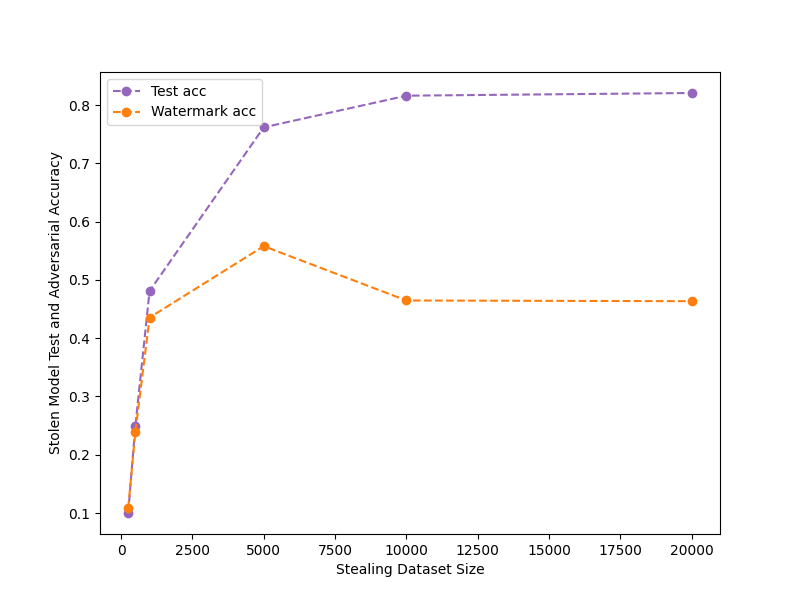 Test acc
Watermark acc
Stolen Model Test and Adversarial Accuracy
0.8
0.7
0.6
0.5
0.4
0.3
0.2
0.1
0 2500 5000 7500 10000 12500 15000 17500 20000
Stealing Dataset Size